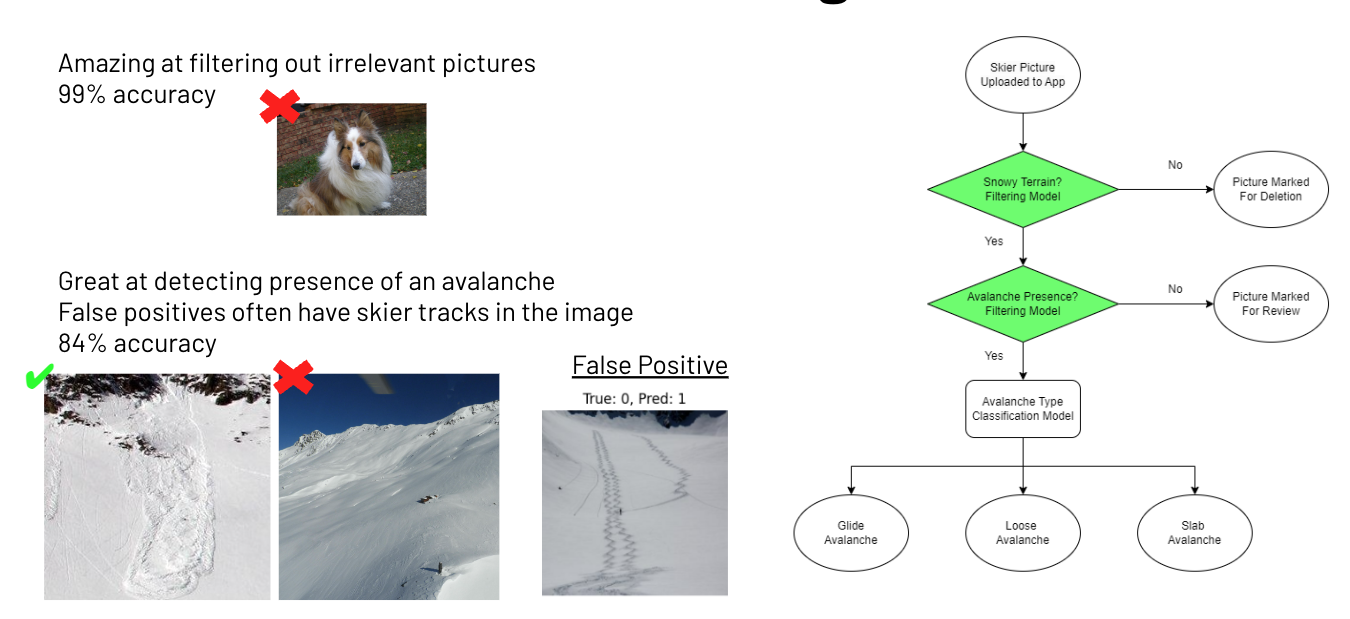 Amazing at filtering out irrelevant pictures
99% accuracy
Great at detecting presence of an avalanche
False positives often have skier tracks in the image
84% accuracy
False Positive
True: 0, Pred: 1
Skier Picture
Uploaded to App
Snowy Terrain?
Filtering Model
No
Picture Marked
For Deletion
Yes
Avalanche Presence?
Filtering Model
No
Picture Marked
For Review
Yes
Avalanche Type
Classification Model
Glide
Avalanche
Loose
Avalanche
Slab
Avalanche